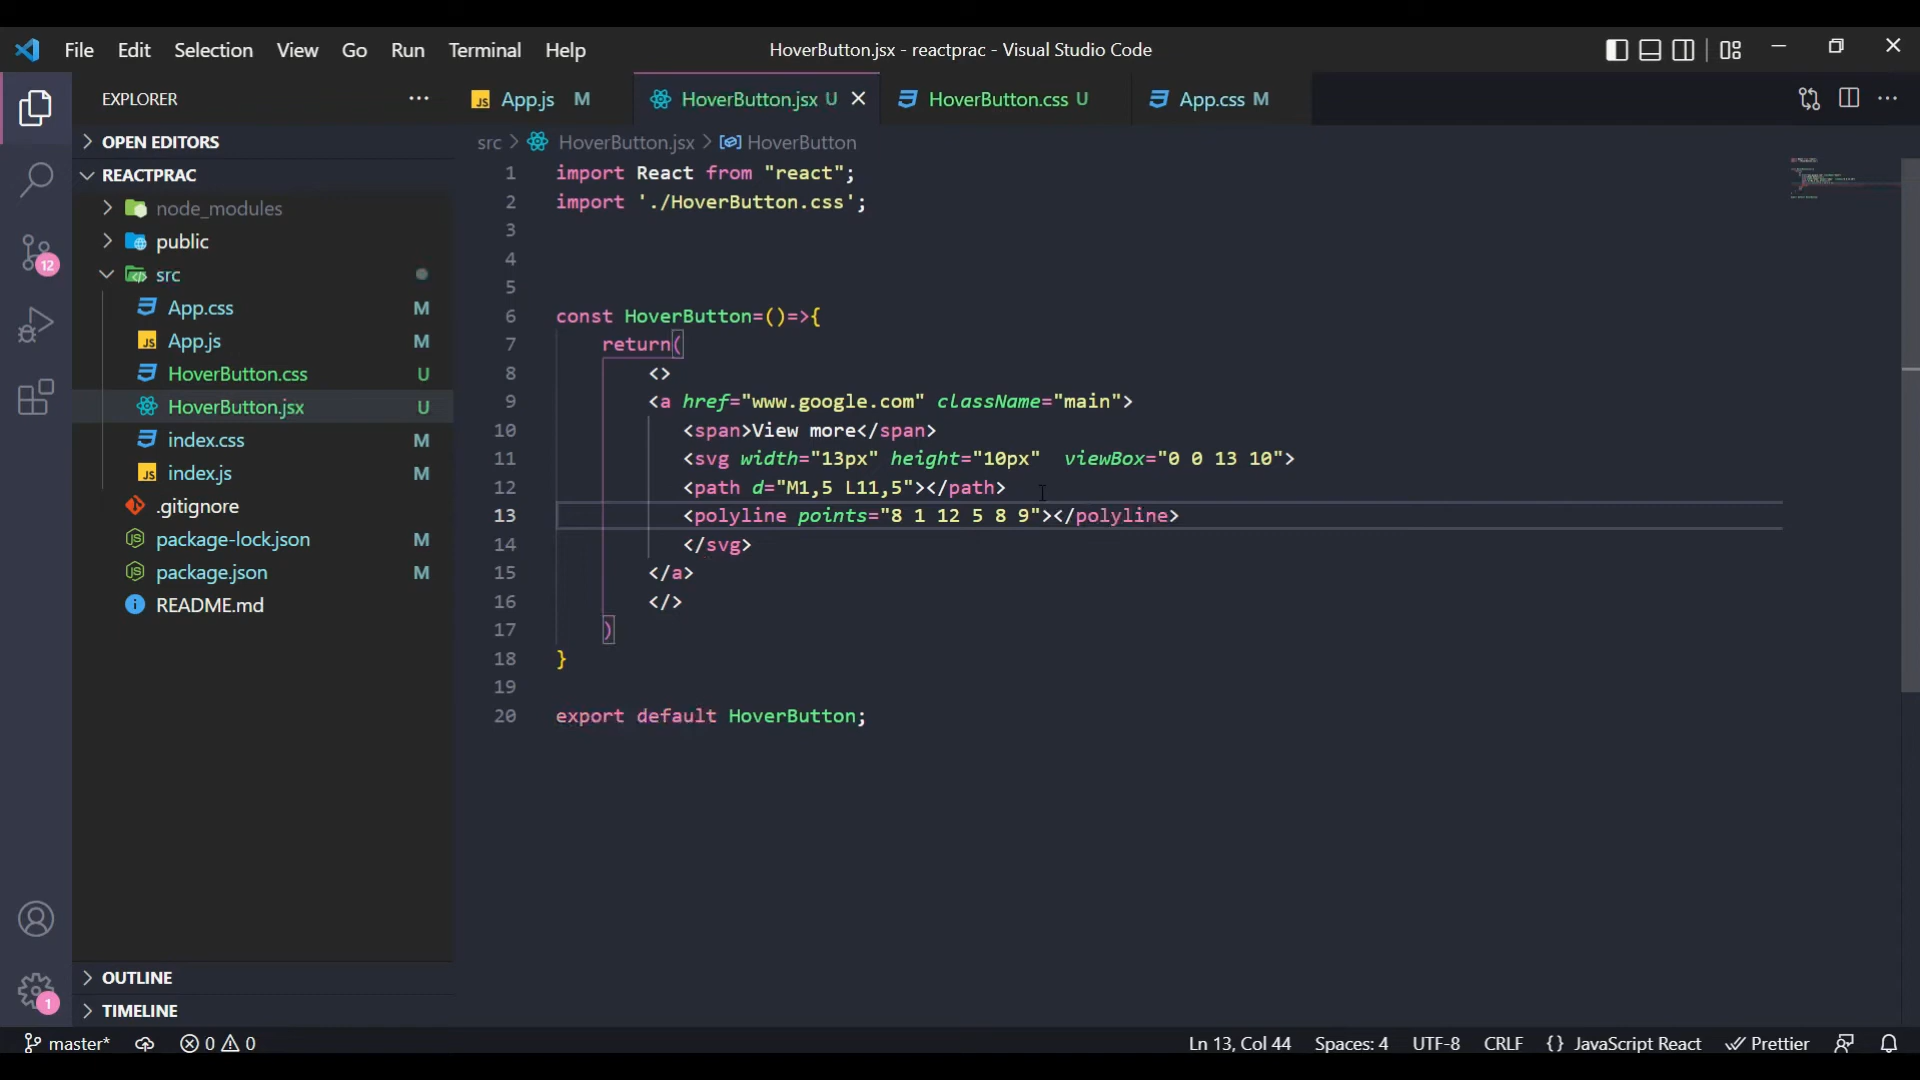 File Edit Selection View Go Run Terminal Help HoverButton.jsx - reactprac - Visual Studio Code
EXPLORER
App.js M HoverButton.jsx U HoverButton.css U App.css M
OPEN EDITORS
REACTPRAC
node_modules
public
src
App.css M
App.js M
HoverButton.css U
HoverButton.jsx U
index.css M
index.js M
.gitignore
package-lock.json M
package.json M
README.md
12
1
OUTLINE
TIMELINE
src > HoverButton.jsx > HoverButton
1 import React from "react";
2 import './HoverButton.css';
3
4
5
6 const HoverButton=()=>{
7 return(
8 <>
9 <a href="www.google.com" className="main">
10 <span>View more</span>
11 <svg width="13px" height="10px"  viewBox="0 0 13 10">
12 <path d="M1,5 L11,5"></path>
13 <polyline points="8 1 12 5 8 9"></polyline>
14 </svg>
15 </a>
16 </>
17 )
18 }
19
20 export default HoverButton;
master* 0 0 Ln 13, Col 44 Spaces: 4 UTF-8 CRLF {} JavaScript React Prettier